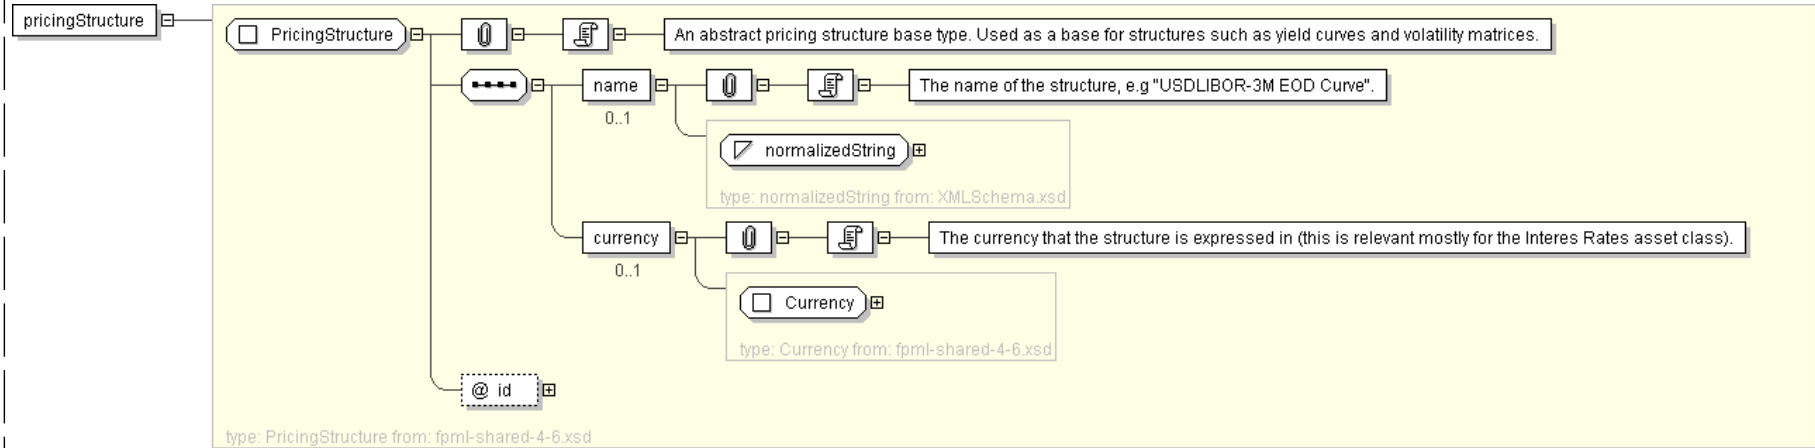 pricingStructure
PricingStructure
An abstract pricing structure base type. Used as a base for structures such as yield curves and volatility matrices.
name
The name of the structure, e.g "USDLIBOR-3M EOD Curve".
0..1
normalizedString
type: normalizedString from: XMLSchema.xsd
currency
The currency that the structure is expressed in (this is relevant mostly for the Interes Rates asset class).
0..1
Currency
type: Currency from: fpml-shared-4-6.xsd
@ id
type: PricingStructure from: fpml-shared-4-6.xsd